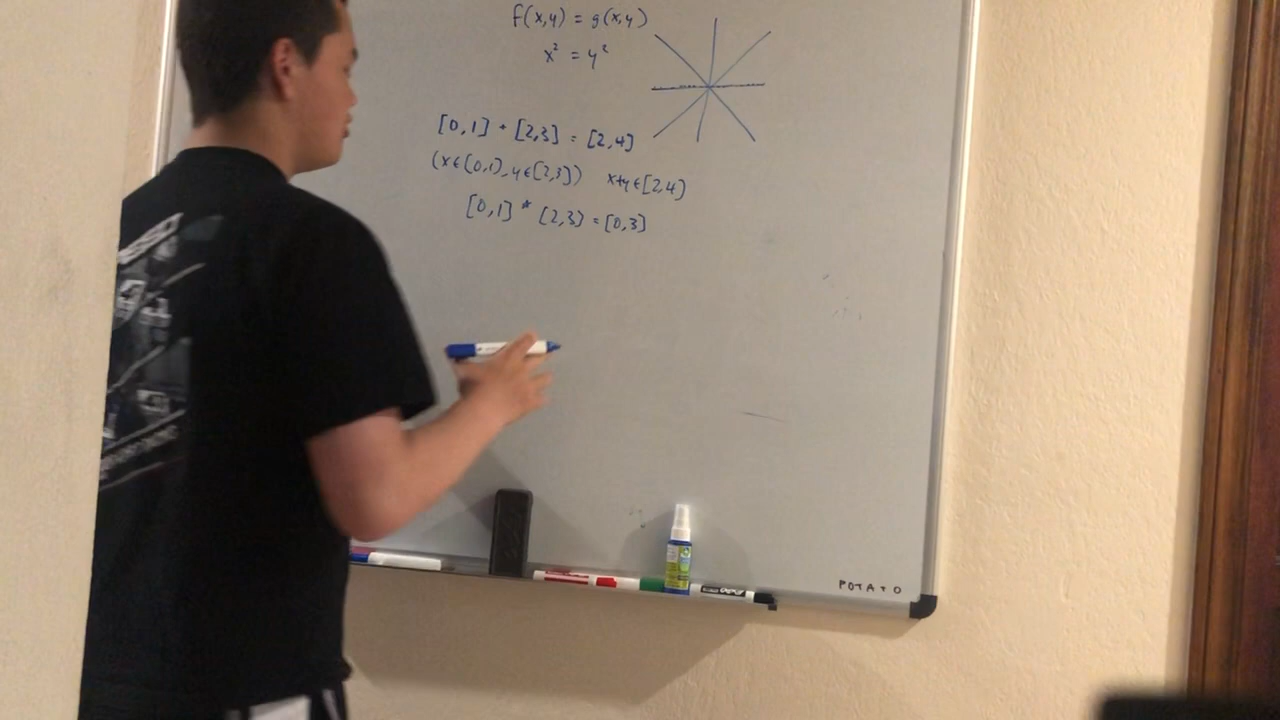 f(x,y) = g(x,y)
x² = y²
[0,1] + [2,3] = [2,4]
(x∈[0,1], y∈[2,3]) x+y∈[2,4]
[0,1] * [2,3] = [0,3]
POTATO